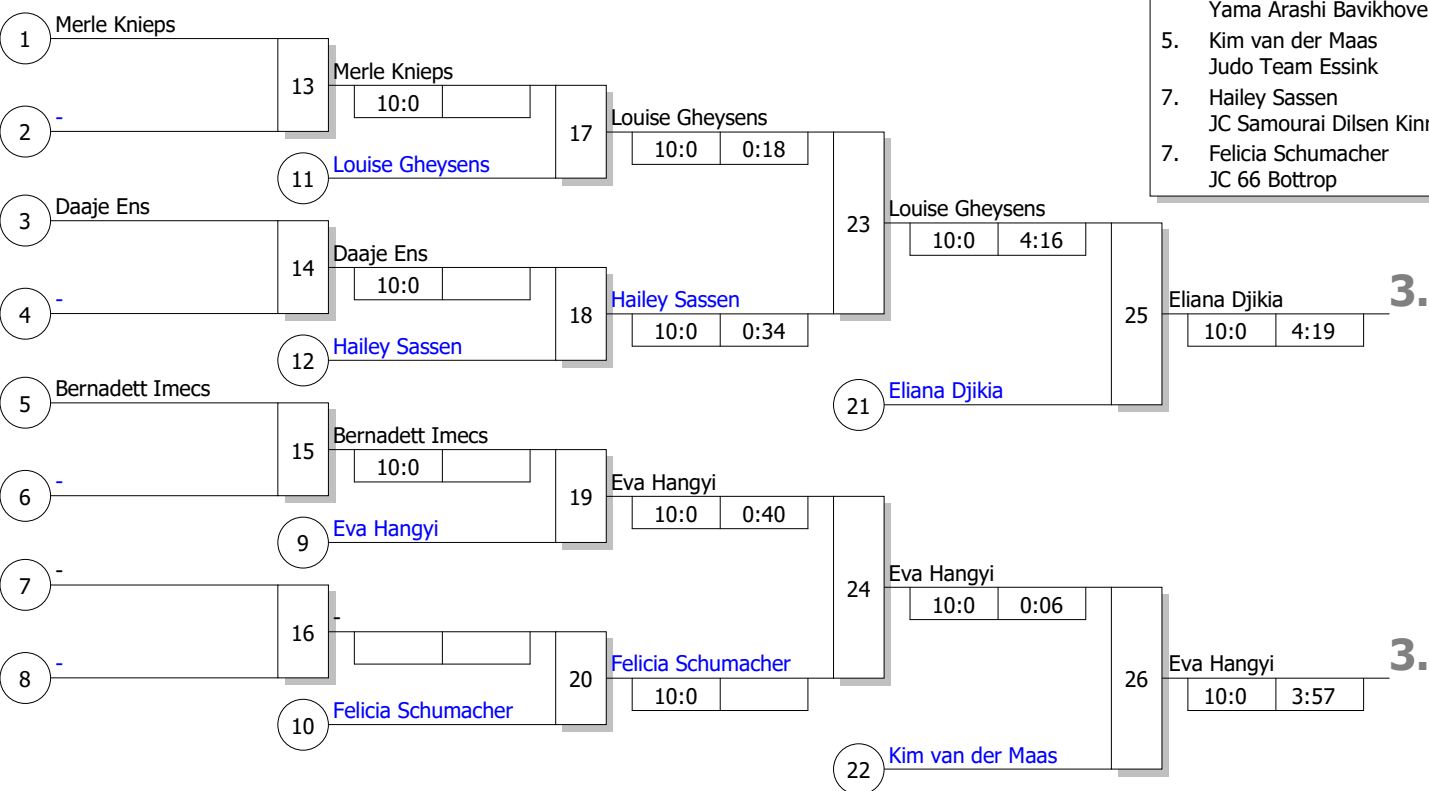 Yama Arashi Bavikhove
5. Kim van der Maas
Judo Team Essink
7. Hailey Sassen
JC Samourai Dilsen
7. Felicia Schumacher
JC 66 Bottrop
1 Merle Knieps
2 -
13 Merle Knieps
10:0
11 Louise Gheysens
17 Louise Gheysens
10:0 0:18
3 Daaje Ens
4 -
14 Daaje Ens
10:0
12 Hailey Sassen
18 Hailey Sassen
10:0 0:34
23 Louise Gheysens
10:0 4:16
21 Eliana Djikia
25 Eliana Djikia 3.
10:0 4:19
5 Bernadett Imecs
6 -
15 Bernadett Imecs
10:0
9 Eva Hangyi
19 Eva Hangyi
10:0 0:40
7 -
8 -
16 -
10 Felicia Schumacher
20 Felicia Schumacher
10:0
24 Eva Hangyi
10:0 0:06
22 Kim van der Maas
26 Eva Hangyi 3.
10:0 3:57